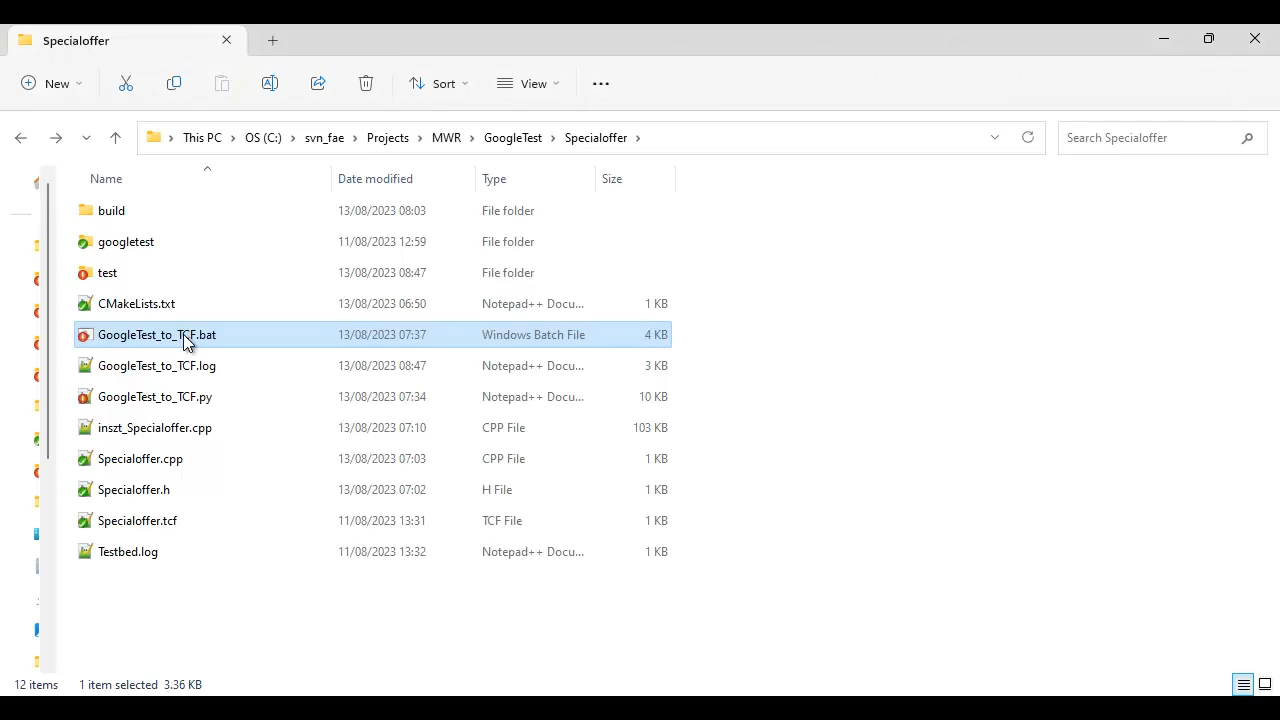 Specialoffer
New
Sort
View
This PC
OS (C:)
svn_fae
Projects
MWR
GoogleTest
Specialoffer
Search Specialoffer
Name Date modified Type Size
build 13/08/2023 08:03 File folder
googletest 11/08/2023 12:59 File folder
test 13/08/2023 08:47 File folder
CMakeLists.txt 13/08/2023 06:50 Notepad++ Docu... 1 KB
GoogleTest_to_TCF.bat 13/08/2023 07:37 Windows Batch File 4 KB
GoogleTest_to_TCF.log 13/08/2023 08:47 Notepad++ Docu... 3 KB
GoogleTest_to_TCF.py 13/08/2023 07:34 Notepad++ Docu... 10 KB
inszt_Specialoffer.cpp 13/08/2023 07:10 CPP File 103 KB
Specialoffer.cpp 13/08/2023 07:03 CPP File 1 KB
Specialoffer.h 13/08/2023 07:02 H File 1 KB
Specialoffer.tcf 11/08/2023 13:31 TCF File 1 KB
Testbed.log 11/08/2023 13:32 Notepad++ Docu... 1 KB
12 items 1 item selected 3.36 KB